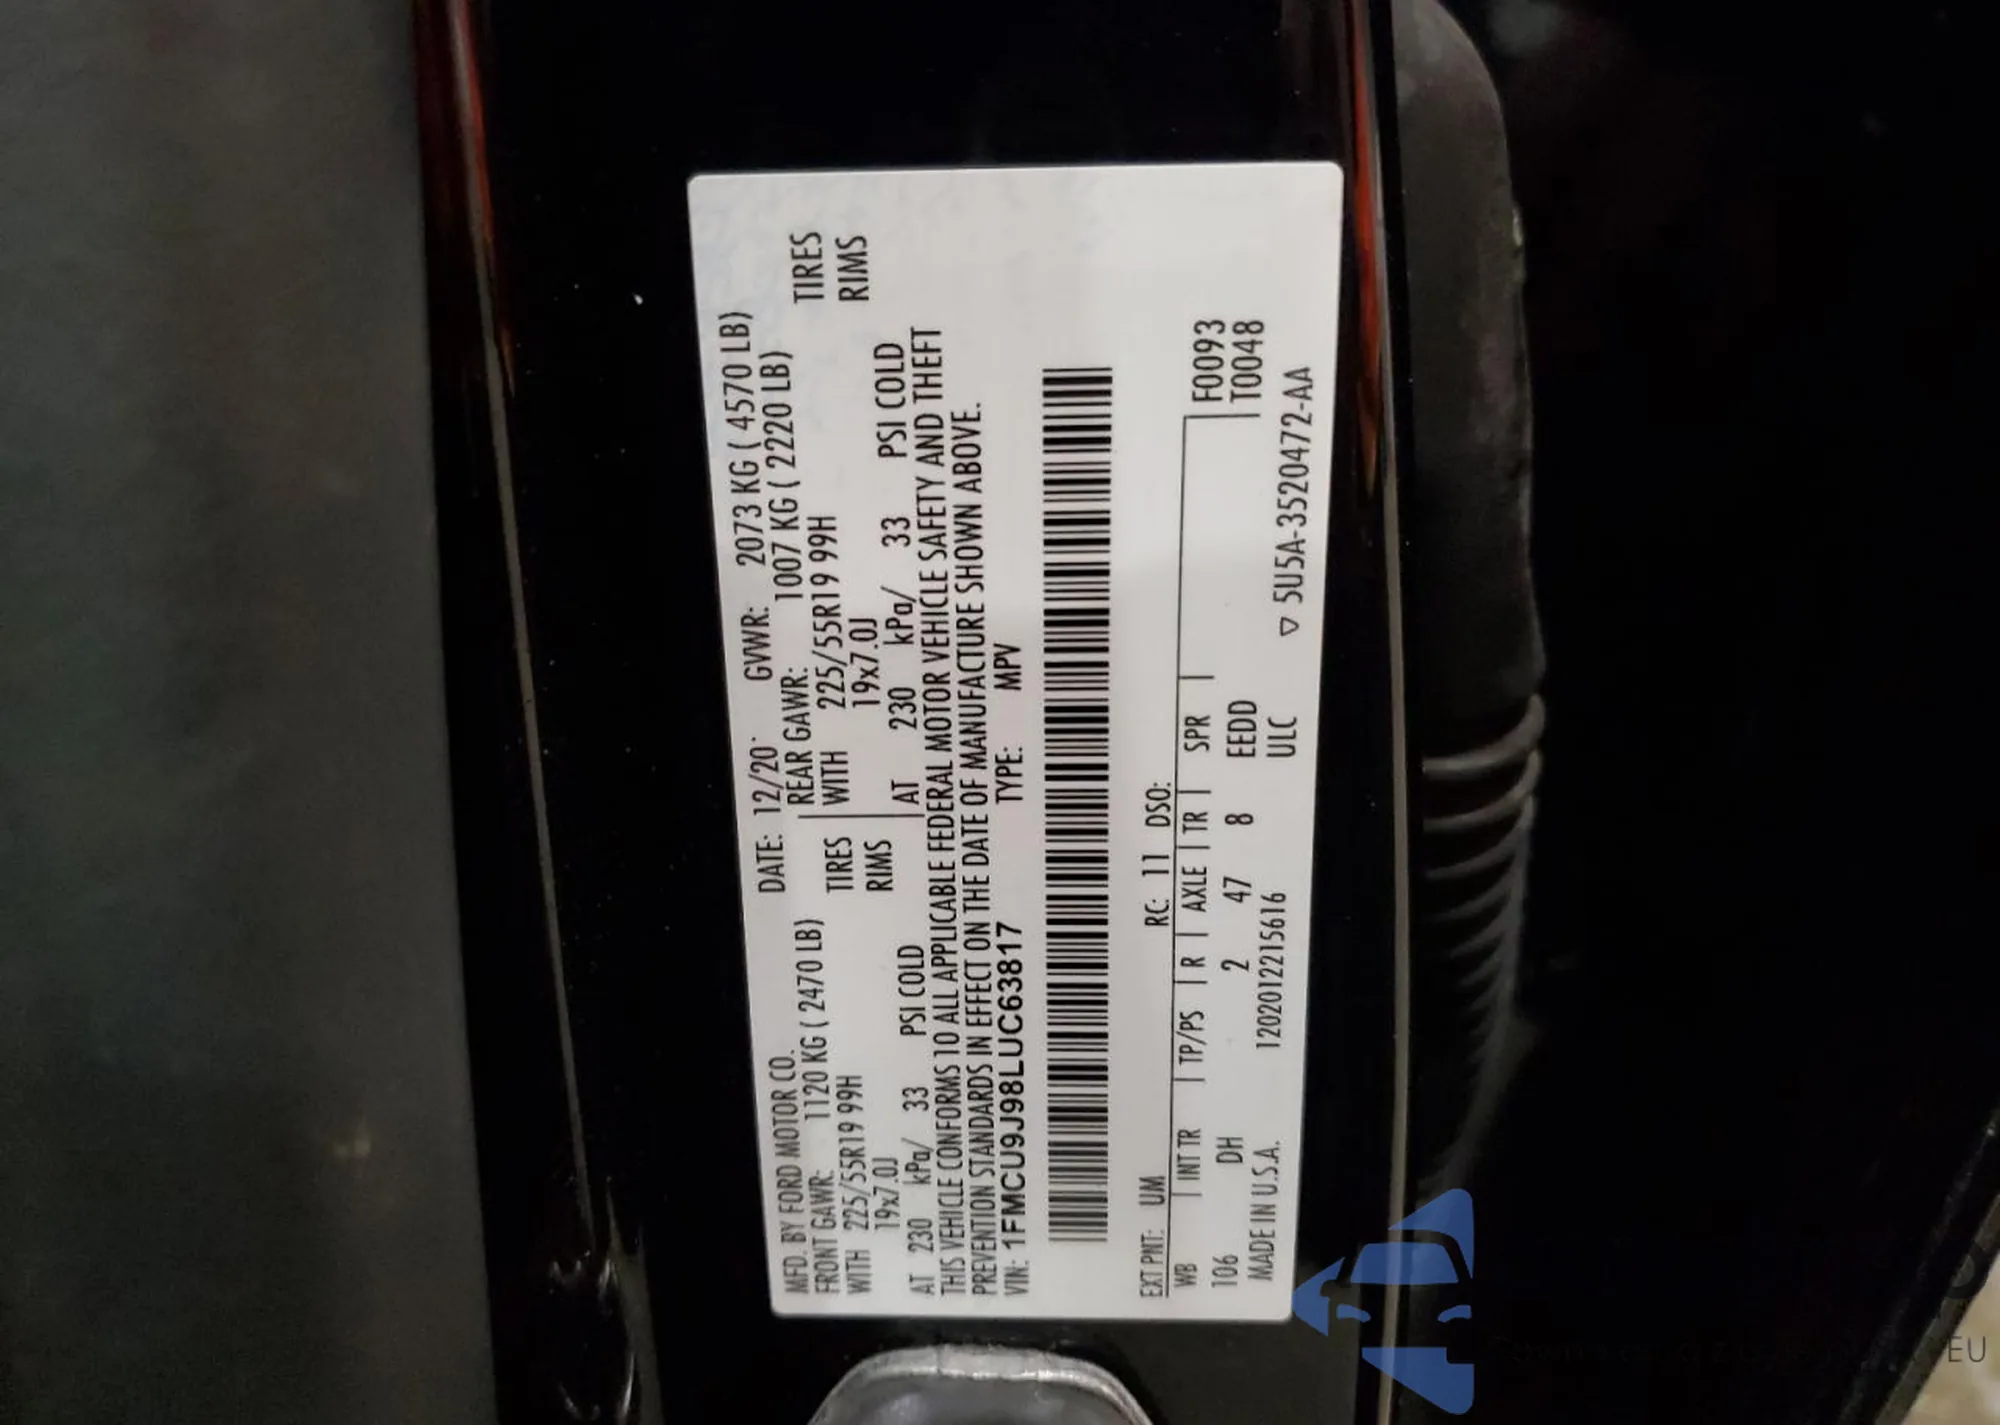 MFD. BY FORD MOTOR CO. DATE: 12/20 GVWR: 2073 KG ( 4570 LB)
FRONT GAWR: 1120 KG ( 2470 LB) REAR GAWR: 1007 KG ( 2220 LB)
WITH 225/55R19 99H TIRES WITH 225/55R19 99H TIRES
19x7.0J RIMS 19x7.0J RIMS
AT 230 kPa/ 33 PSI COLD AT 230 kPa/ 33 PSI COLD
THIS VEHICLE CONFORMS TO ALL APPLICABLE FEDERAL MOTOR VEHICLE SAFETY AND THEFT
PREVENTION STANDARDS IN EFFECT ON THE DATE OF MANUFACTURE SHOWN ABOVE.
VIN: 1FMCU9J98LUC63817 TYPE: MPV
EXT PNT: UM RC: 11 DSO:
WB INT TR TP/PS R AXLE TR SPR F0093
106 DH 2 47 8 EEDD T0048
MADE IN U.S.A. 1202012215616 ULC
▽ 5U5A-3520472-AA
EU